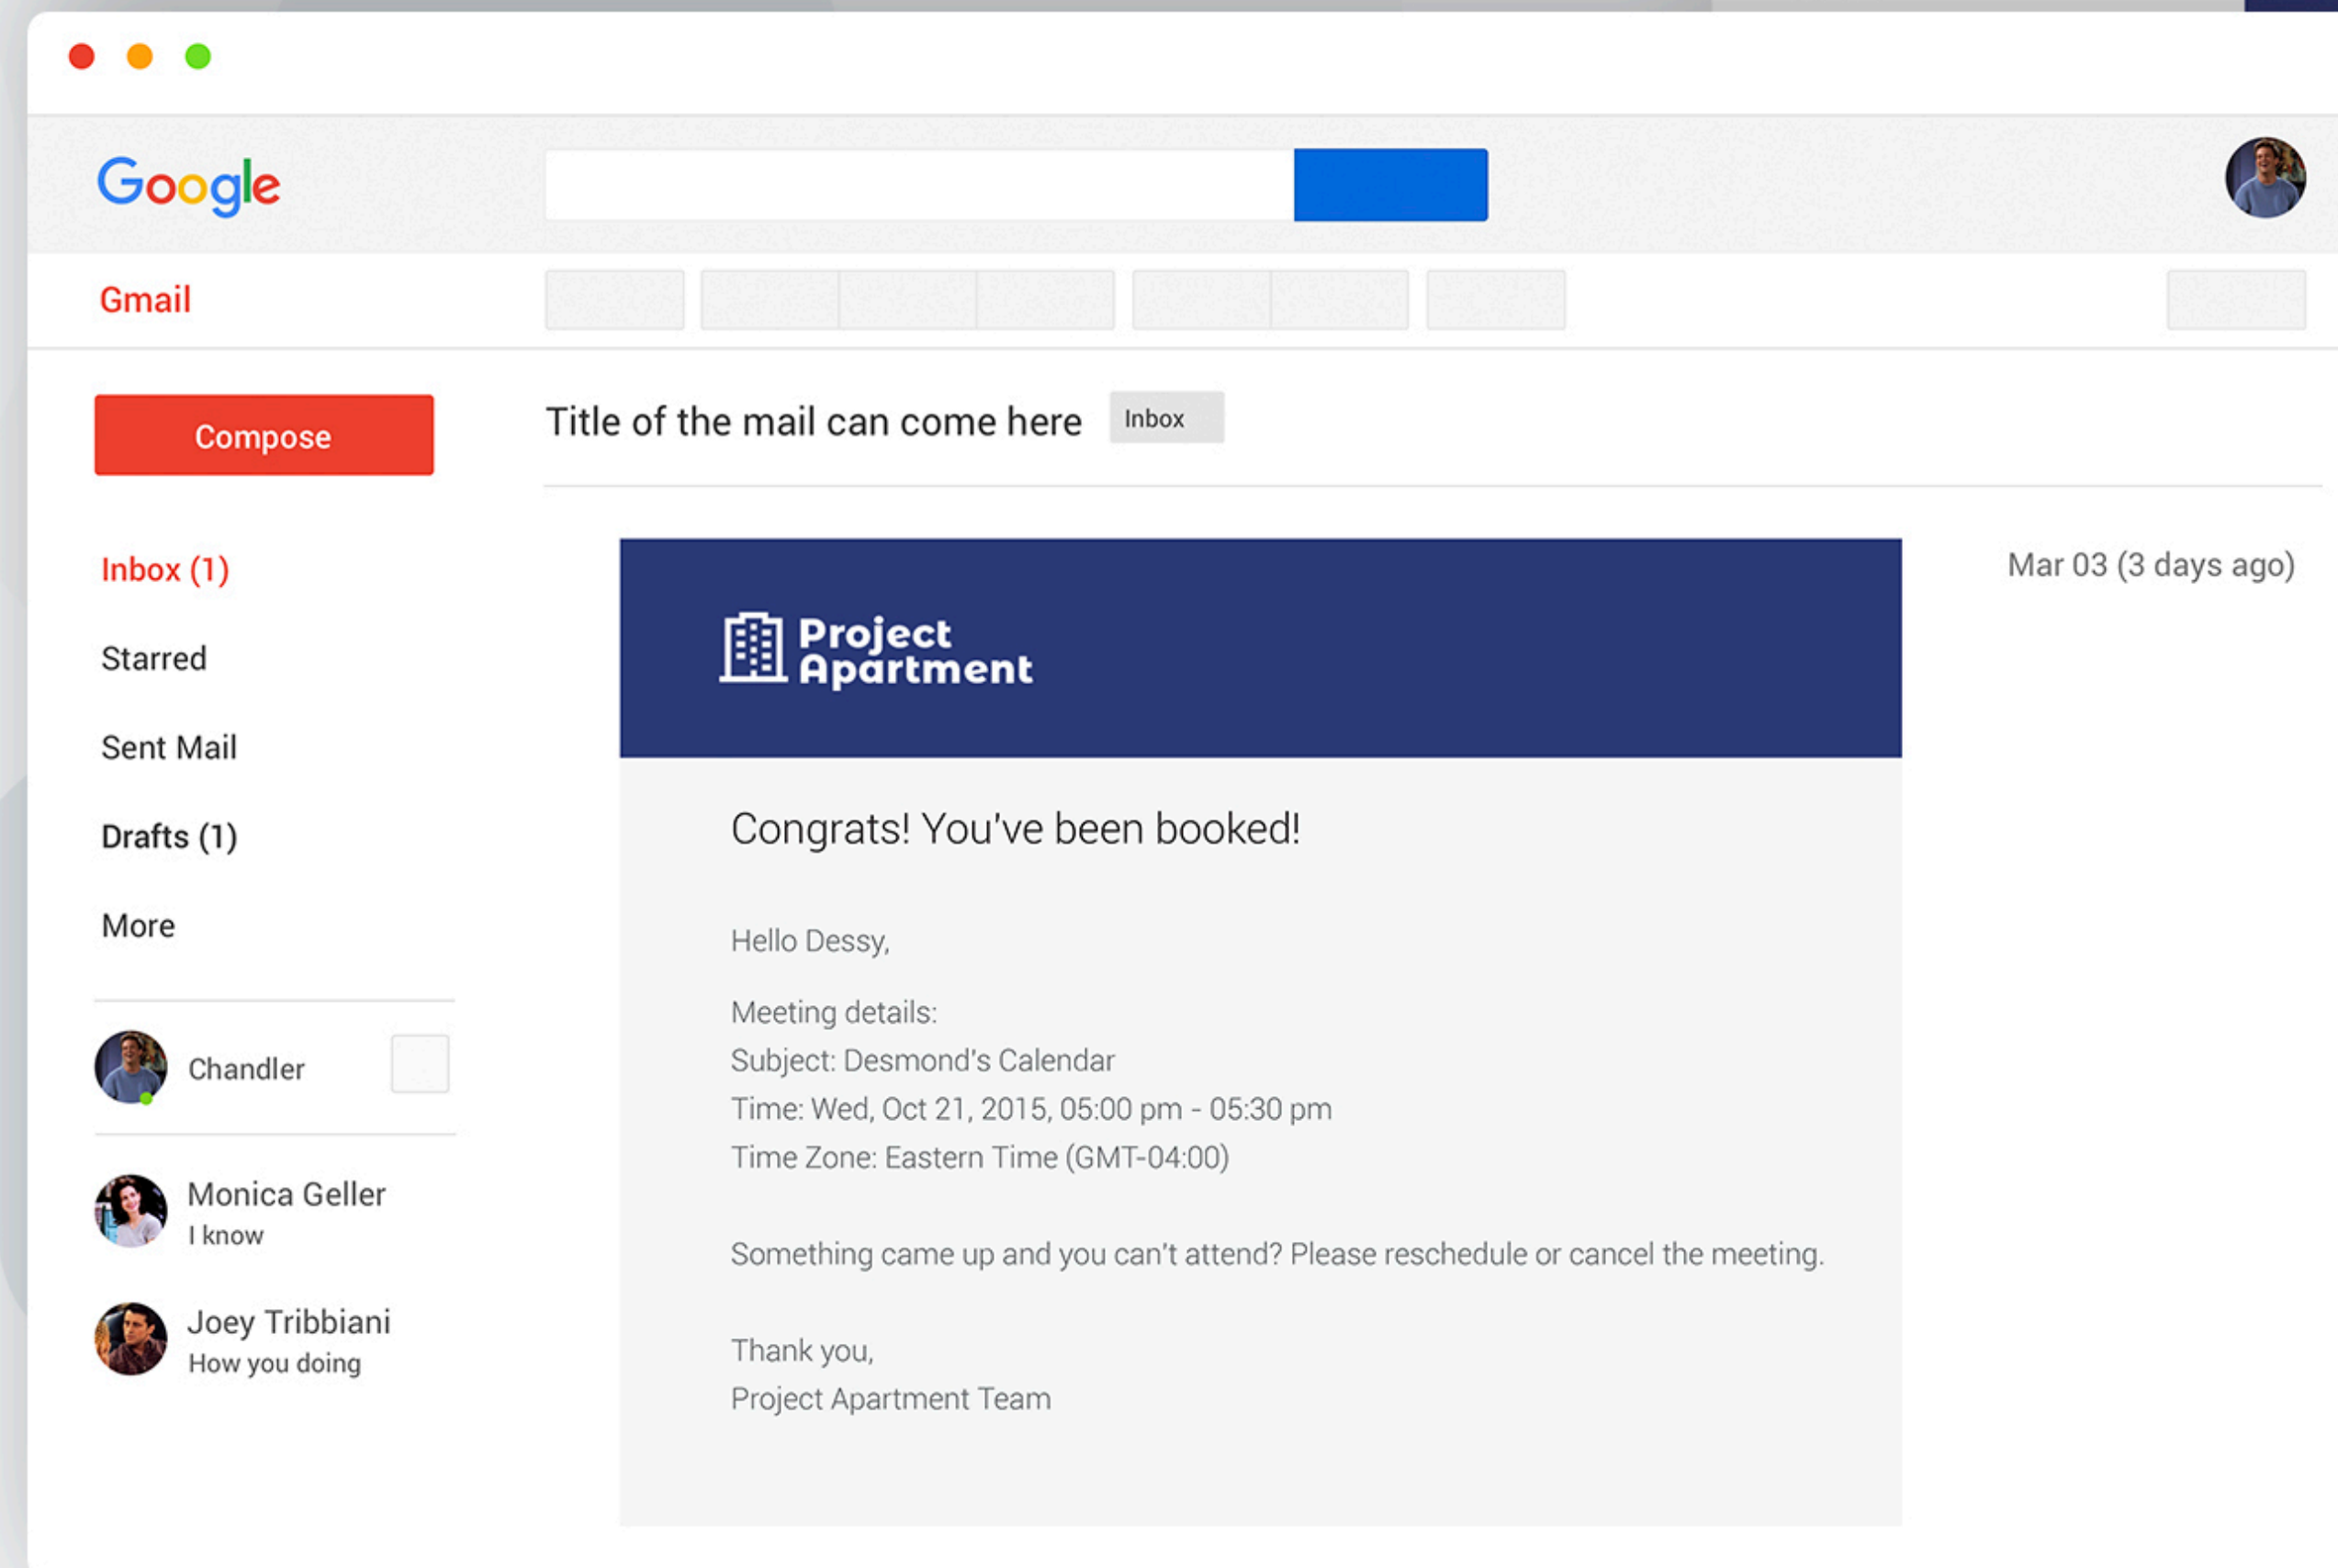 Google
Gmail
Compose
Title of the mail can come here
Inbox
Inbox (1)
Starred
Sent Mail
Drafts (1)
More
Chandler
Monica Geller
I know
Joey Tribbiani
How you doing
Mar 03 (3 days ago)
Project
Apartment
Congrats! You've been booked!
Hello Dessy,
Meeting details:
Subject: Desmond's Calendar
Time: Wed, Oct 21, 2015, 05:00 pm - 05:30 pm
Time Zone: Eastern Time (GMT-04:00)
Something came up and you can't attend? Please reschedule or cancel the meeting.
Thank you,
Project Apartment Team